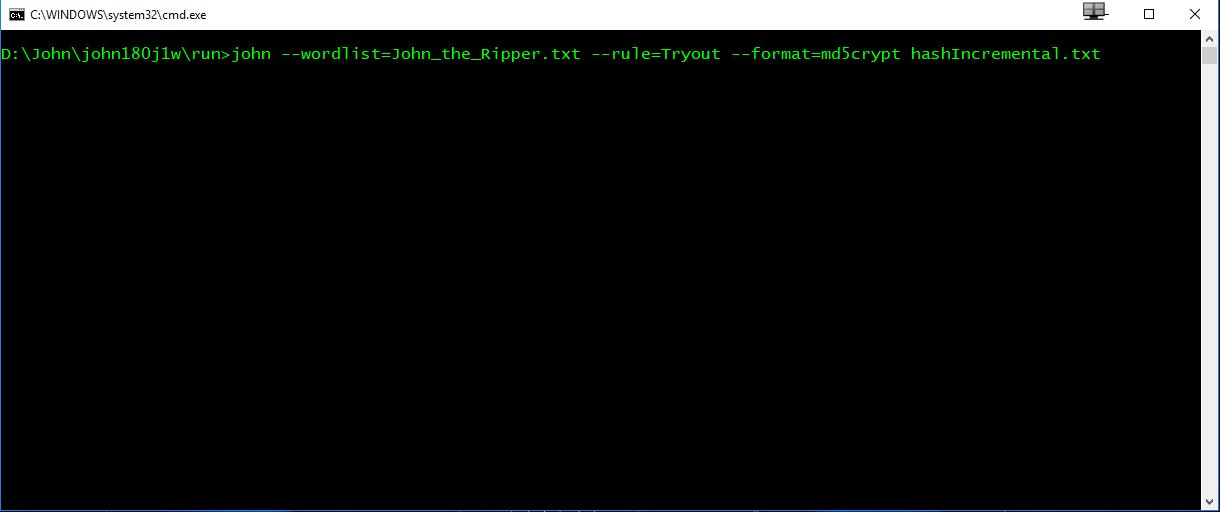 C:\WINDOWS\system32\cmd.exe
D:\John\john180j1w\run>john --wordlist=John_the_Ripper.txt --rule=Tryout --format=md5crypt hashIncremental.txt